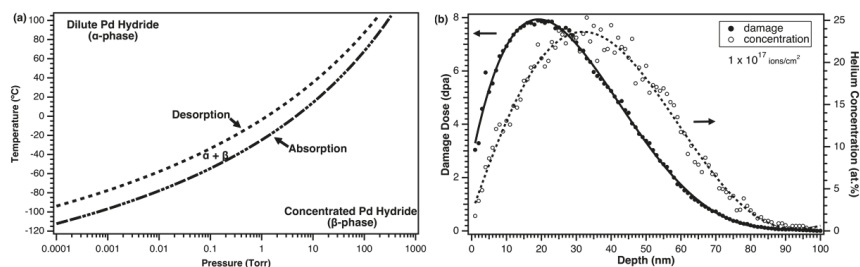 (a)
Dilute Pd Hydride
(α-phase)
Desorption
Absorption
α + β
Concentrated Pd Hydride
(β-phase)
Temperature (°C)
100
80
60
40
20
0
-20
-40
-60
-80
-100
-120
0.0001
0.001
0.01
0.1
1
10
100
1000
Pressure (Torr)
(b)
damage
concentration
1 x 10^17 ions/cm²
Damage Dose (dpa)
8
6
4
2
0
Helium Concentration (at.%)
25
20
15
10
5
0
0
10
20
30
40
50
60
70
80
90
100
Depth (nm)